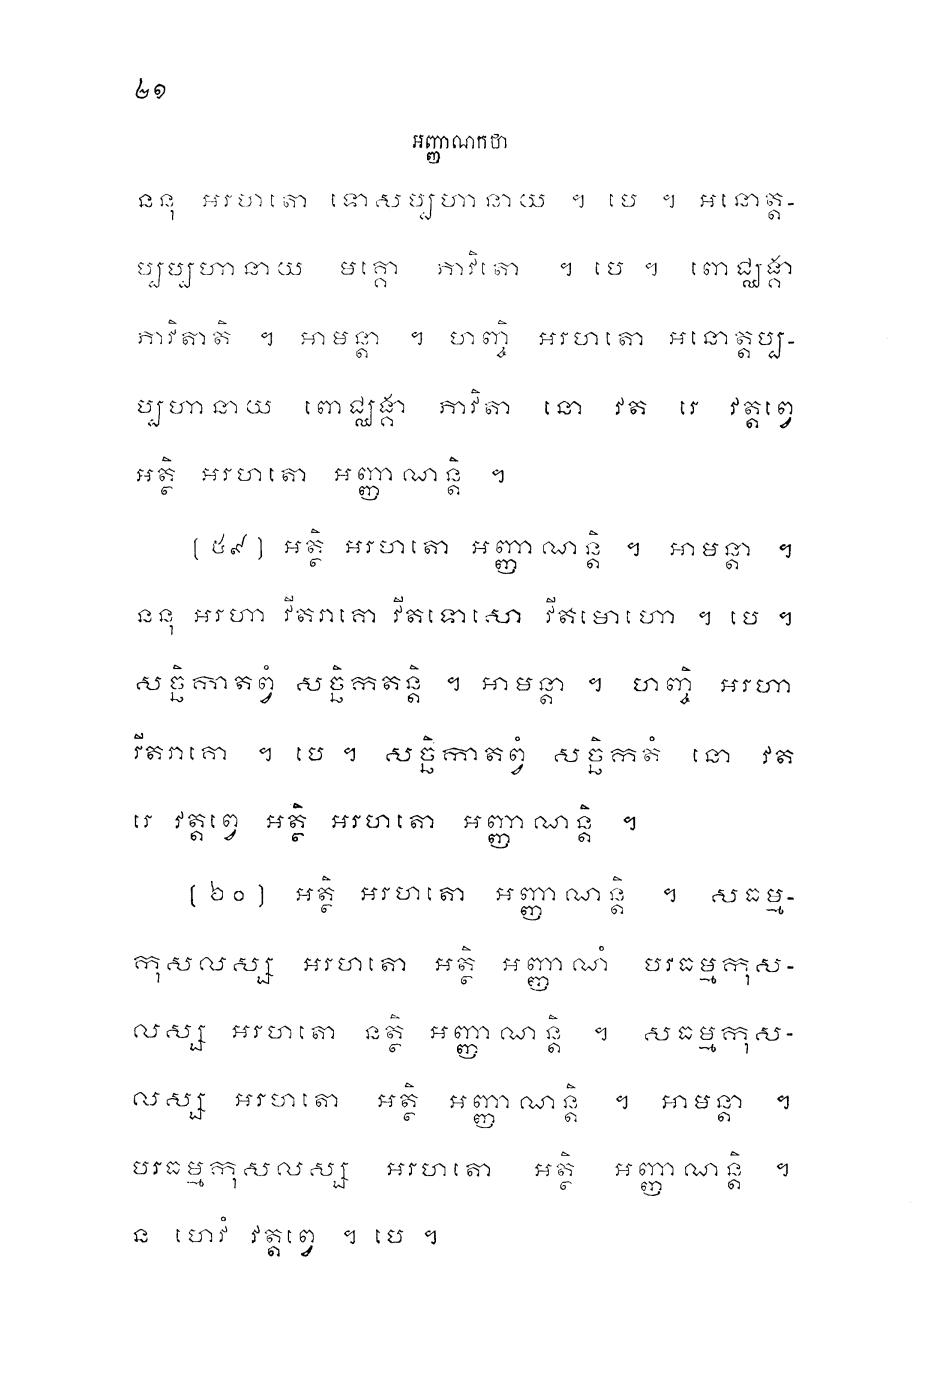 ៤១
អញ្ញាណកថា
ននុ អរហតោ ទោសប្បហានាយ ។ បេ ។ អនោត្ត-
ប្បប្បហានាយ មគ្គោ ភាវិតោ ។ បេ ។ ពោជ្ឈង្គា
ភាវិតាតិ ។ អាមន្តា ។ ហញ្ចិ អរហតោ អនោត្តប្ប-
ប្បហានាយ ពោជ្ឈង្គា ភាវិតា នោ វត រេ វត្តព្វេ
អត្ថិ អរហតោ អញ្ញាណន្តិ ។
(៥៩) អត្ថិ អរហតោ អញ្ញាណន្តិ ។ អាមន្តា ។
ននុ អរហា វីតរាគោ វីតទោសោ វីតមោហោ ។ បេ ។
សច្ឆិកាតព្វំ សច្ឆិកតន្តិ ។ អាមន្តា ។ ហញ្ចិ អរហា
វីតរាគោ ។ បេ ។ សច្ឆិកាតព្វំ សច្ឆិកតំ នោ វត
រេ វត្តព្វេ អត្ថិ អរហតោ អញ្ញាណន្តិ ។
(៦០) អត្ថិ អរហតោ អញ្ញាណន្តិ ។ សធម្ម-
កុសលស្ស អរហតោ អត្ថិ អញ្ញាណំ បរធម្មកុស-
លស្ស អរហតោ នត្ថិ អញ្ញាណន្តិ ។ សធម្មកុស-
លស្ស អរហតោ អត្ថិ អញ្ញាណន្តិ ។ អាមន្តា ។
បរធម្មកុសលស្ស អរហតោ អត្ថិ អញ្ញាណន្តិ ។
ន ហេវំ វត្តព្វេ ។ បេ ។